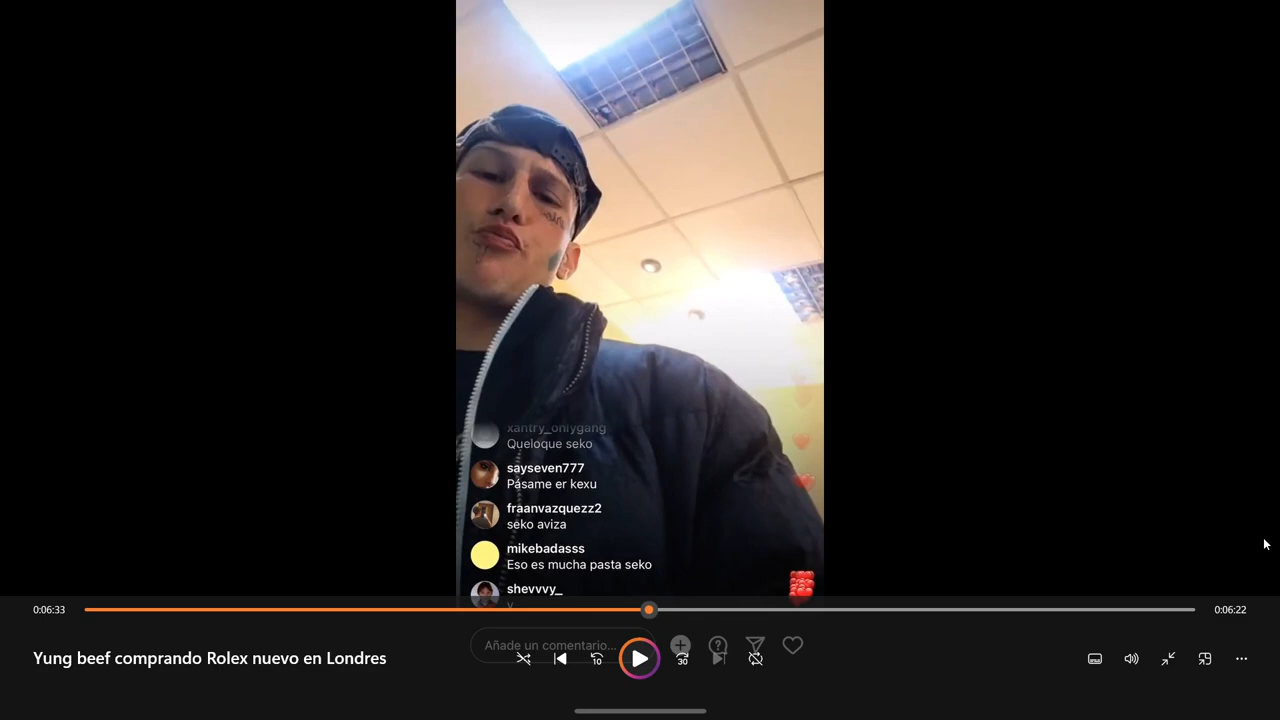 xantry_onlygang
Queloque seko
sayseven777
Pásame er kexu
fraanvazquezz2
seko aviza
mikebadasss
Eso es mucha pasta seko
shevvvy_
y
0:06:33
0:06:22
Añade un comentario...
Yung beef comprando Rolex nuevo en Londres
10
30